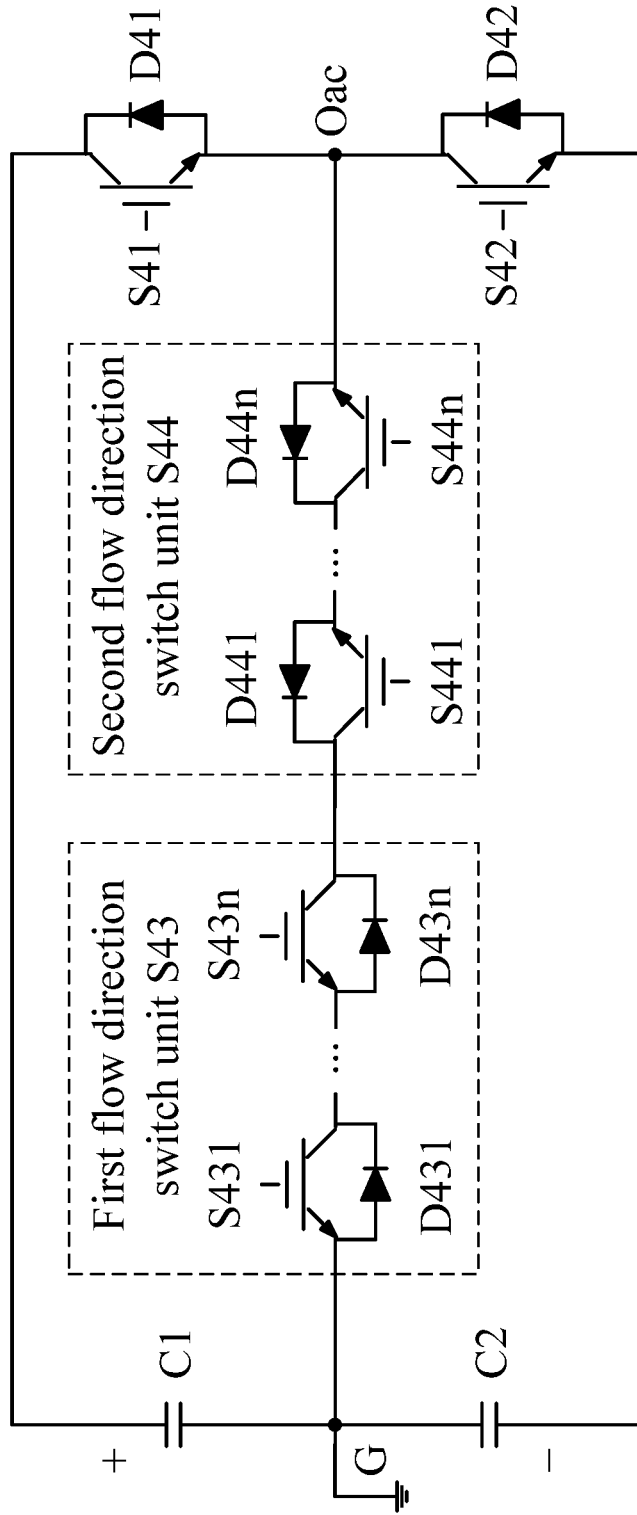 +
C1
G
C2
−
First flow direction
switch unit S43
S431
S43n
...
D431
D43n
Second flow direction
switch unit S44
D441
D44n
...
S441
S44n
S41
D41
Oac
S42
D42